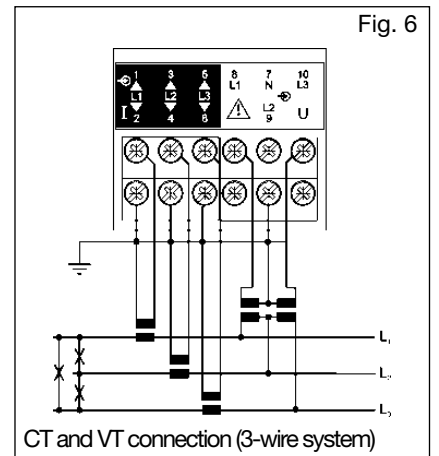 Fig. 6
1 3 5 8 7 10
L1 N L3
L1 L2 L3
L2
I 2 4 6 9 U
L₁
L₂
L₃
CT and VT connection (3-wire system)